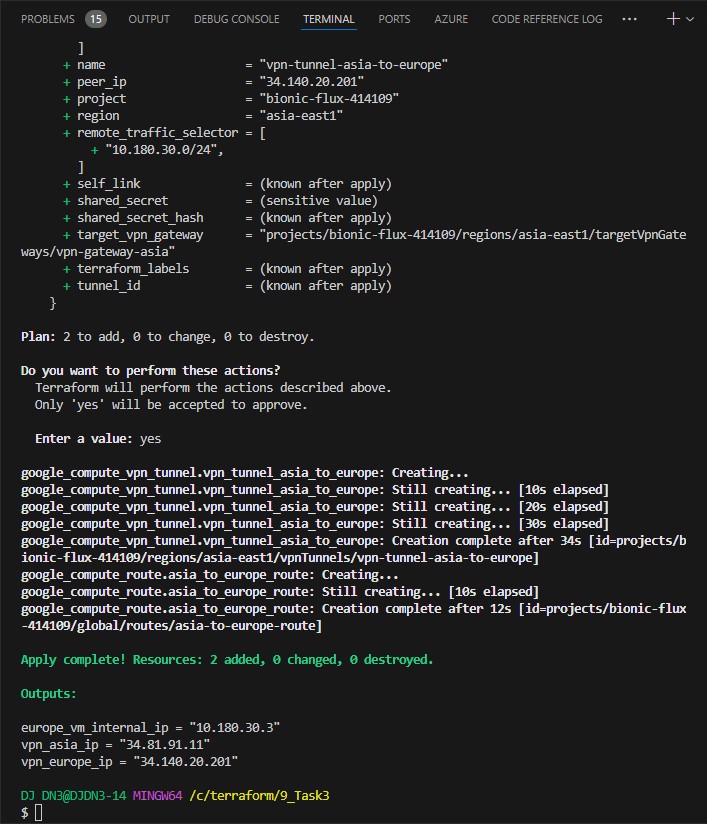 PROBLEMS 15 OUTPUT DEBUG CONSOLE TERMINAL PORTS AZURE CODE REFERENCE LOG ... +
]
+ name = "vpn-tunnel-asia-to-europe"
+ peer_ip = "34.140.20.201"
+ project = "bionic-flux-414109"
+ region = "asia-east1"
+ remote_traffic_selector = [
+ "10.180.30.0/24",
]
+ self_link = (known after apply)
+ shared_secret = (sensitive value)
+ shared_secret_hash = (known after apply)
+ target_vpn_gateway = "projects/bionic-flux-414109/regions/asia-east1/targetVpnGate
ways/vpn-gateway-asia"
+ terraform_labels = (known after apply)
+ tunnel_id = (known after apply)
}
Plan: 2 to add, 0 to change, 0 to destroy.
Do you want to perform these actions?
Terraform will perform the actions described above.
Only 'yes' will be accepted to approve.
Enter a value: yes
google_compute_vpn_tunnel.vpn_tunnel_asia_to_europe: Creating...
google_compute_vpn_tunnel.vpn_tunnel_asia_to_europe: Still creating... [10s elapsed]
google_compute_vpn_tunnel.vpn_tunnel_asia_to_europe: Still creating... [20s elapsed]
google_compute_vpn_tunnel.vpn_tunnel_asia_to_europe: Still creating... [30s elapsed]
google_compute_vpn_tunnel.vpn_tunnel_asia_to_europe: Creation complete after 34s [id=projects/b
ionic-flux-414109/regions/asia-east1/vpnTunnels/vpn-tunnel-asia-to-europe]
google_compute_route.asia_to_europe_route: Creating...
google_compute_route.asia_to_europe_route: Still creating... [10s elapsed]
google_compute_route.asia_to_europe_route: Creation complete after 12s [id=projects/bionic-flux
-414109/global/routes/asia-to-europe-route]
Apply complete! Resources: 2 added, 0 changed, 0 destroyed.
Outputs:
europe_vm_internal_ip = "10.180.30.3"
vpn_asia_ip = "34.81.91.11"
vpn_europe_ip = "34.140.20.201"
DJ DN3@DJDN3-14 MINGW64 /c/terraform/9_Task3
$